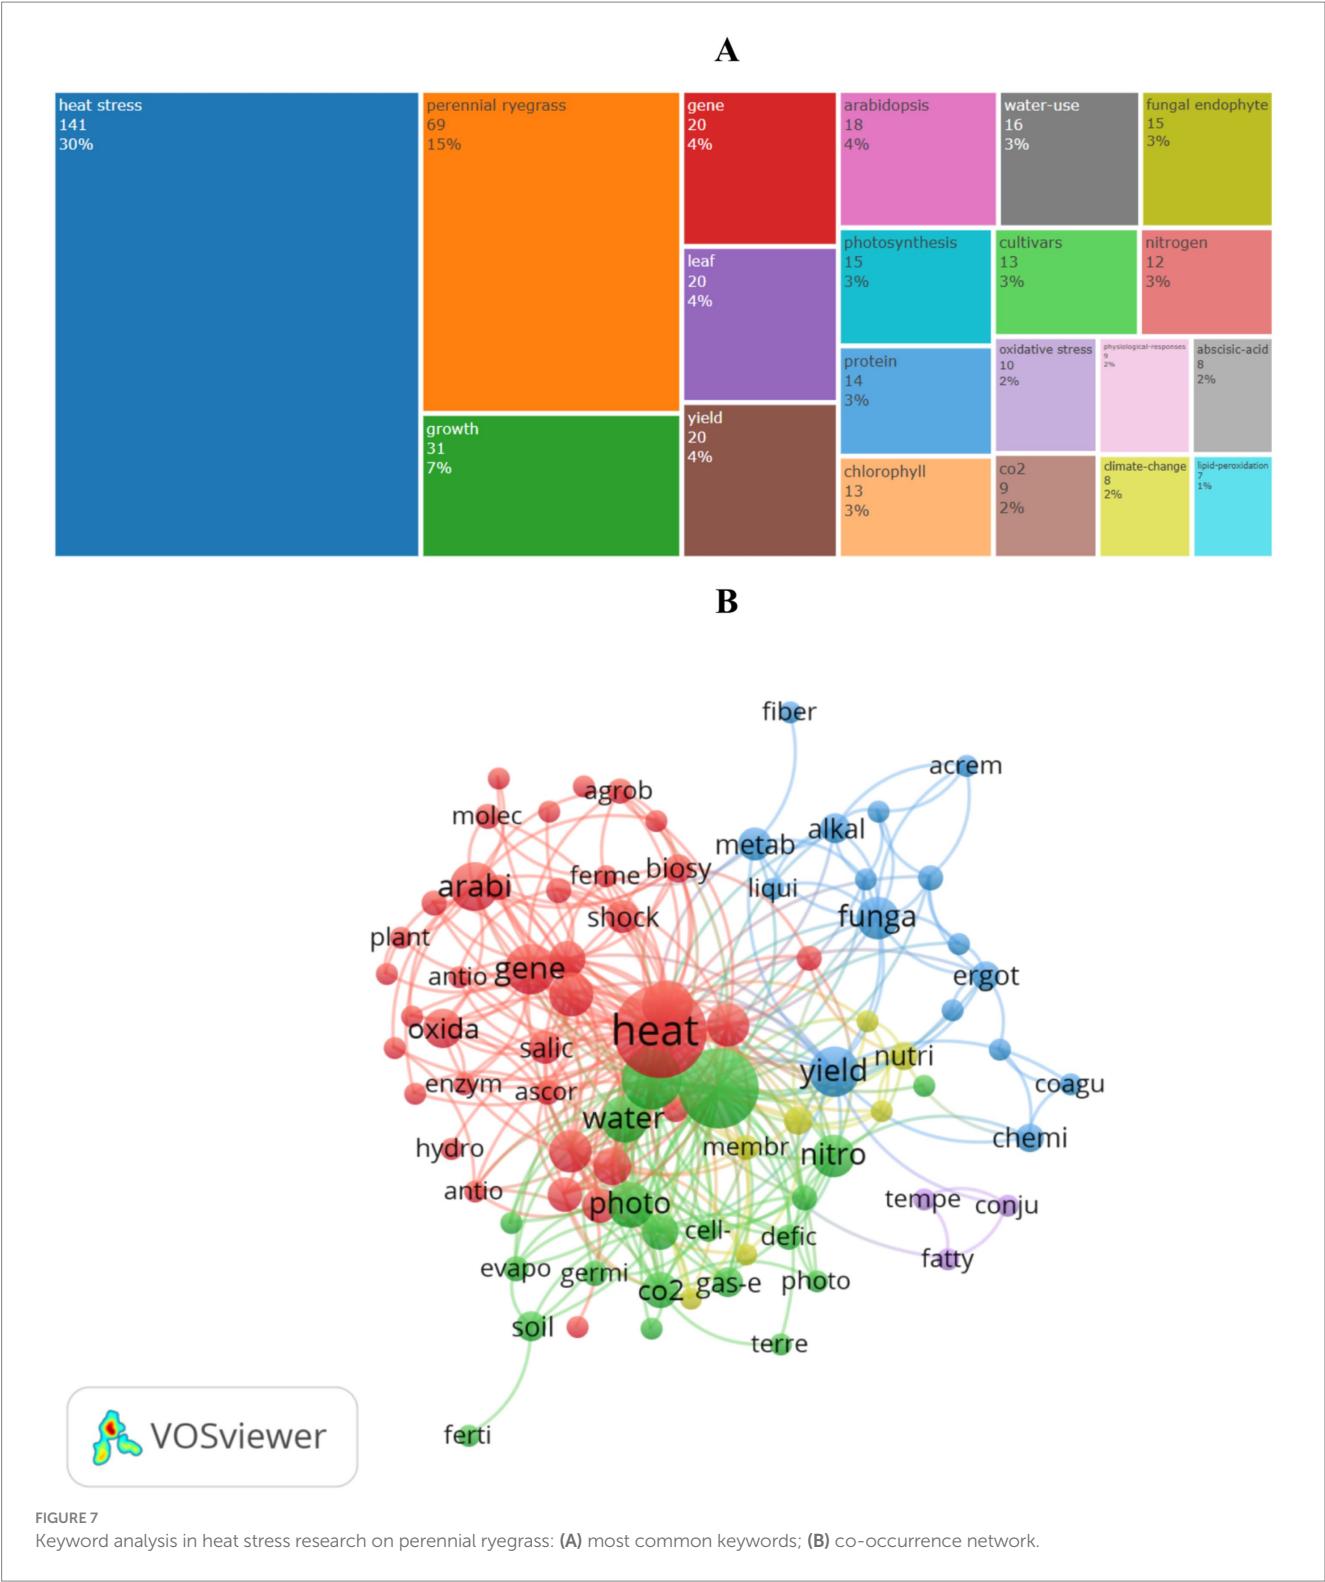 A
heat stress
141
30%
perennial ryegrass
69
15%
growth
31
7%
gene
20
4%
leaf
20
4%
yield
20
4%
arabidopsis
18
4%
water-use
16
3%
fungal endophyte
15
3%
photosynthesis
15
3%
cultivars
13
3%
nitrogen
12
3%
protein
14
3%
oxidative stress
10
2%
physiological-responses
9
2%
abscisic-acid
8
2%
chlorophyll
13
3%
co2
9
2%
climate-change
8
2%
lipid-peroxidation
7
1%
B
fiber
acrem
agrob
molec
alkal
metab
biosy
ferme
arabi
liqui
shock
funga
plant
gene
antio
ergot
heat
oxida
salic
nutri
yield
enzym
ascor
coagu
water
chemi
membr
hydro
nitro
antio
tempe
conju
photo
cell-
defic
fatty
evapo
germi
photo
gas-e
co2
soil
terre
ferti
VOSviewer
FIGURE 7
Keyword analysis in heat stress research on perennial ryegrass: (A) most common keywords; (B) co-occurrence network.